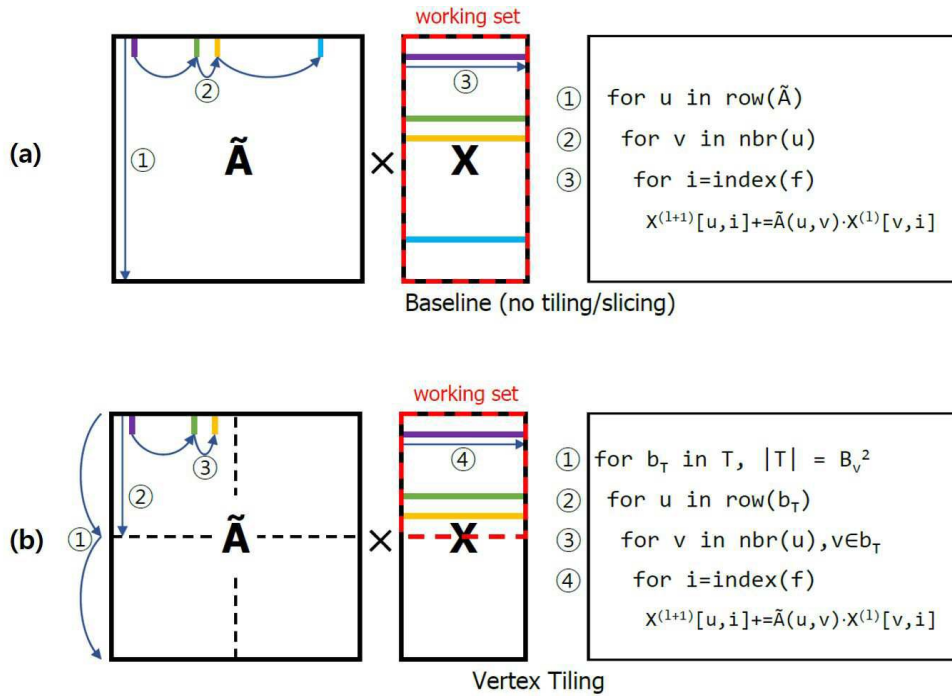 working set
(a)
①
②
Ã
×
③
X
① for u in row(Ã)
② for v in nbr(u)
③ for i=index(f)
X⁽ˡ⁺¹⁾[u,i]+=Ã(u,v)·X⁽ˡ⁾[v,i]
Baseline (no tiling/slicing)
working set
(b)
①
②
③
Ã
×
④
X
① for b_T in T, |T| = B_v²
② for u in row(b_T)
③ for v in nbr(u),v∈b_T
④ for i=index(f)
X⁽ˡ⁺¹⁾[u,i]+=Ã(u,v)·X⁽ˡ⁾[v,i]
Vertex Tiling